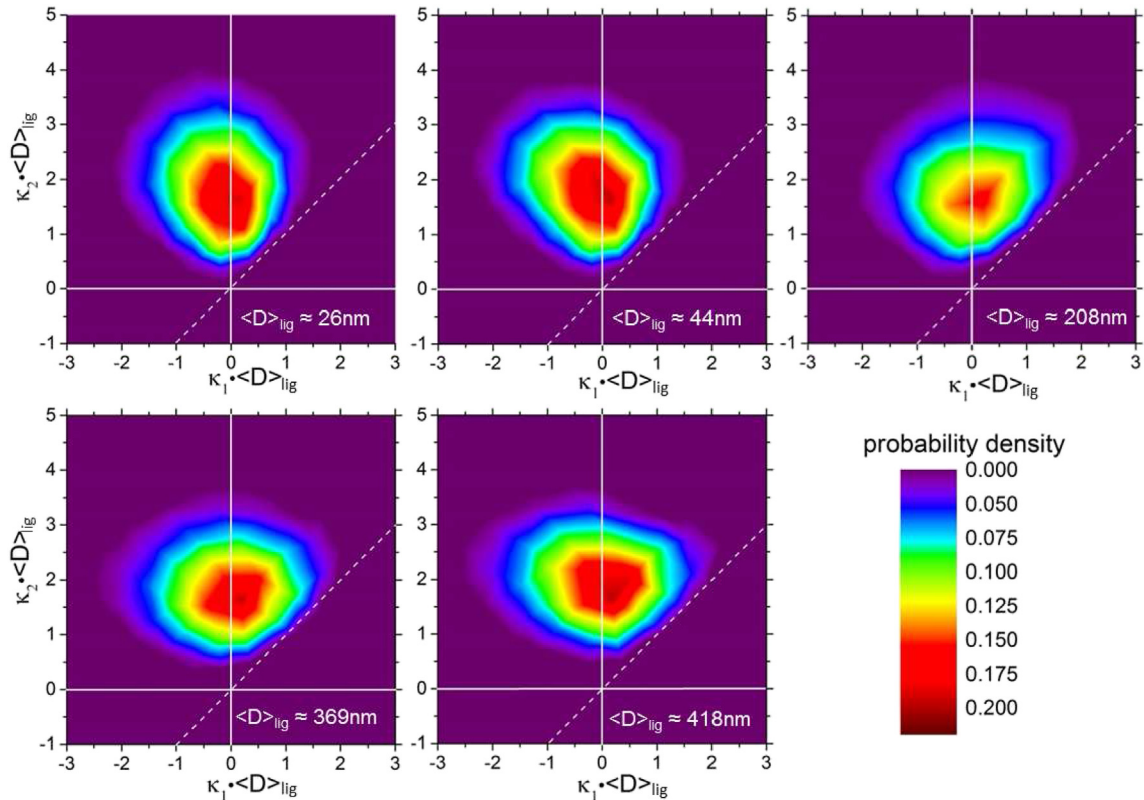 5
4
3
2
1
0
-1
κ₂•<D>lig
<D>lig ≈ 26nm
-3 -2 -1 0 1 2 3
κ₁•<D>lig
5
4
3
2
1
0
-1
<D>lig ≈ 44nm
-3 -2 -1 0 1 2 3
κ₁•<D>lig
5
4
3
2
1
0
-1
<D>lig ≈ 208nm
-3 -2 -1 0 1 2 3
κ₁•<D>lig
5
4
3
2
1
0
-1
κ₂•<D>lig
<D>lig ≈ 369nm
-3 -2 -1 0 1 2 3
κ₁•<D>lig
5
4
3
2
1
0
-1
<D>lig ≈ 418nm
-3 -2 -1 0 1 2 3
κ₁•<D>lig
probability density
0.000
0.050
0.075
0.100
0.125
0.150
0.175
0.200